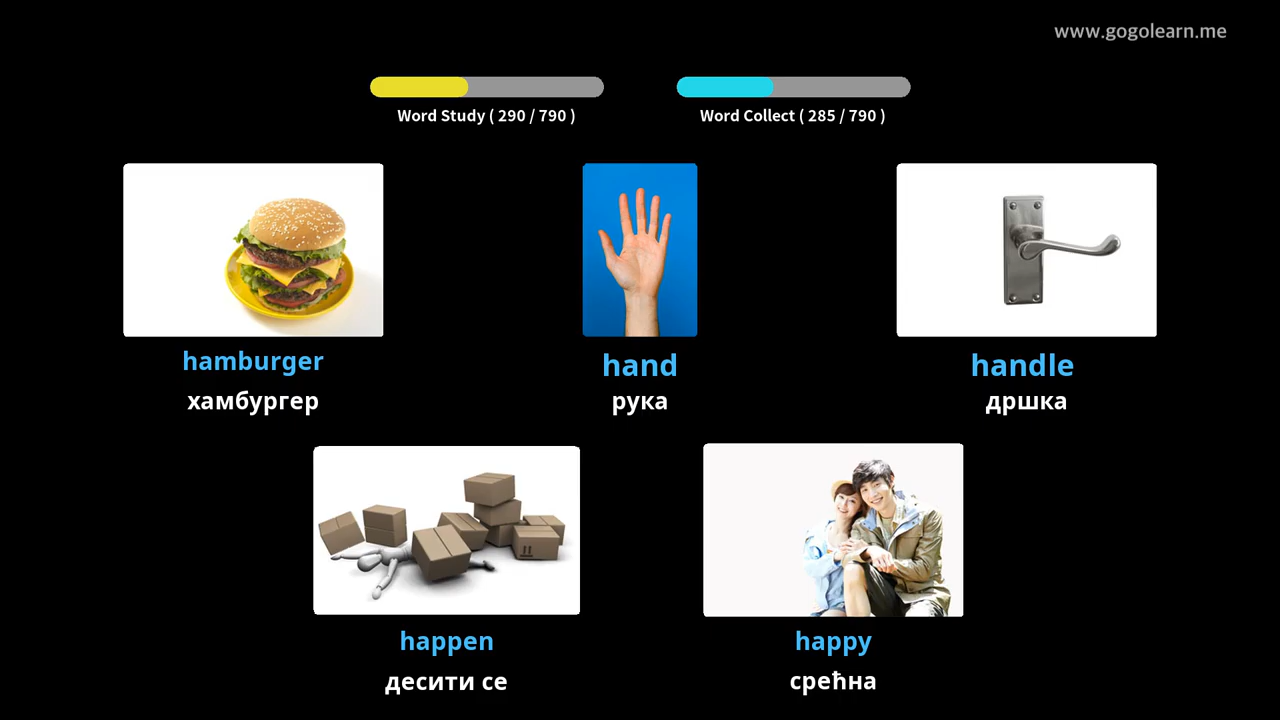 www.gogolearn.me
Word Study ( 290 / 790 )
Word Collect ( 285 / 790 )
hamburger
хамбургер
hand
рука
handle
дршка
happen
десити се
happy
срећна